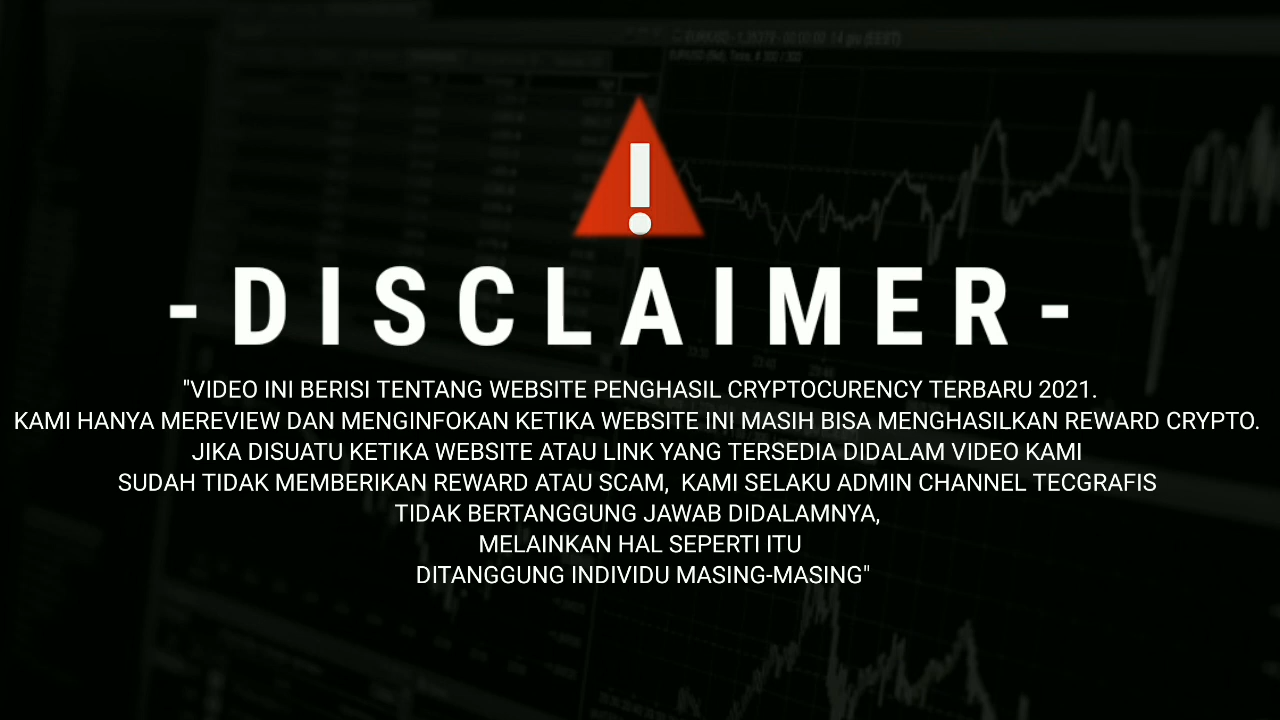 !
- DISCLAIMER -
"VIDEO INI BERISI TENTANG WEBSITE PENGHASIL CRYPTOCURENCY TERBARU 2021.
KAMI HANYA MEREVIEW DAN MENGINFOKAN KETIKA WEBSITE INI MASIH BISA MENGHASILKAN REWARD CRYPTO.
JIKA DISUATU KETIKA WEBSITE ATAU LINK YANG TERSEDIA DIDALAM VIDEO KAMI
SUDAH TIDAK MEMBERIKAN REWARD ATAU SCAM,  KAMI SELAKU ADMIN CHANNEL TECGRAFIS
TIDAK BERTANGGUNG JAWAB DIDALAMNYA,
MELAINKAN HAL SEPERTI ITU
DITANGGUNG INDIVIDU MASING-MASING"